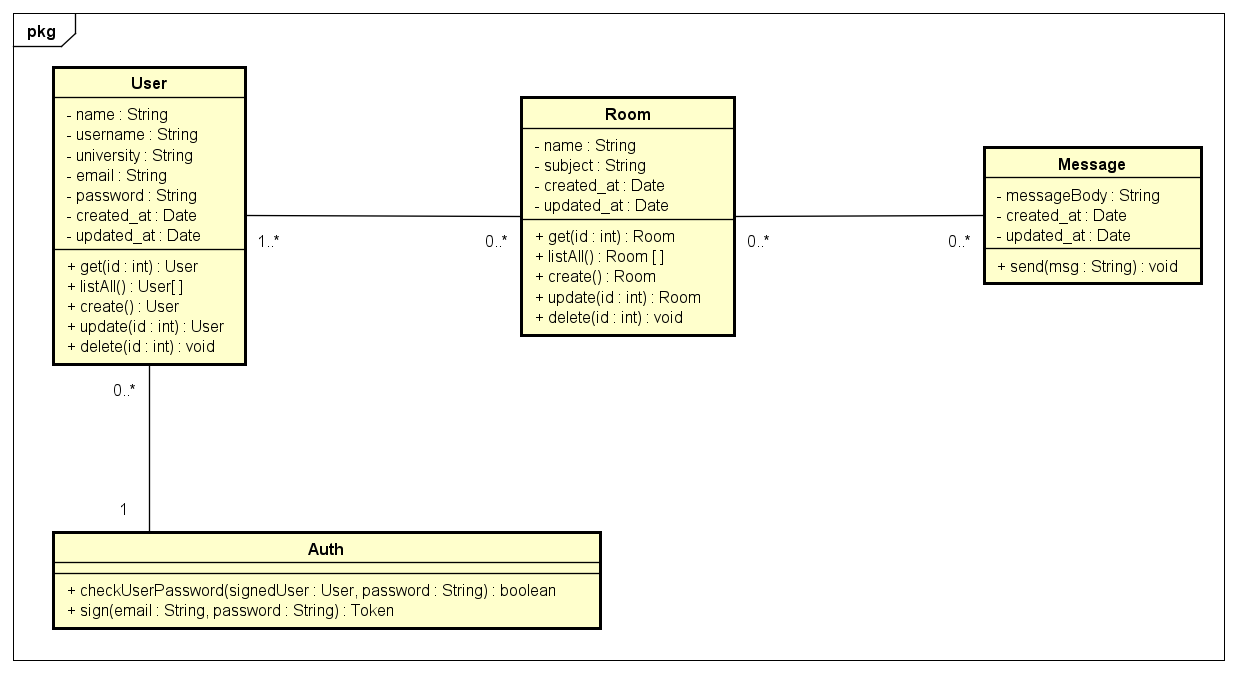 pkg
User
- name : String
- username : String
- university : String
- email : String
- password : String
- created_at : Date
- updated_at : Date
+ get(id : int) : User
+ listAll() : User[ ]
+ create() : User
+ update(id : int) : User
+ delete(id : int) : void
1..*
0..*
Room
- name : String
- subject : String
- created_at : Date
- updated_at : Date
+ get(id : int) : Room
+ listAll() : Room [ ]
+ create() : Room
+ update(id : int) : Room
+ delete(id : int) : void
0..*
0..*
Message
- messageBody : String
- created_at : Date
- updated_at : Date
+ send(msg : String) : void
0..*
1
Auth
+ checkUserPassword(signedUser : User, password : String) : boolean
+ sign(email : String, password : String) : Token